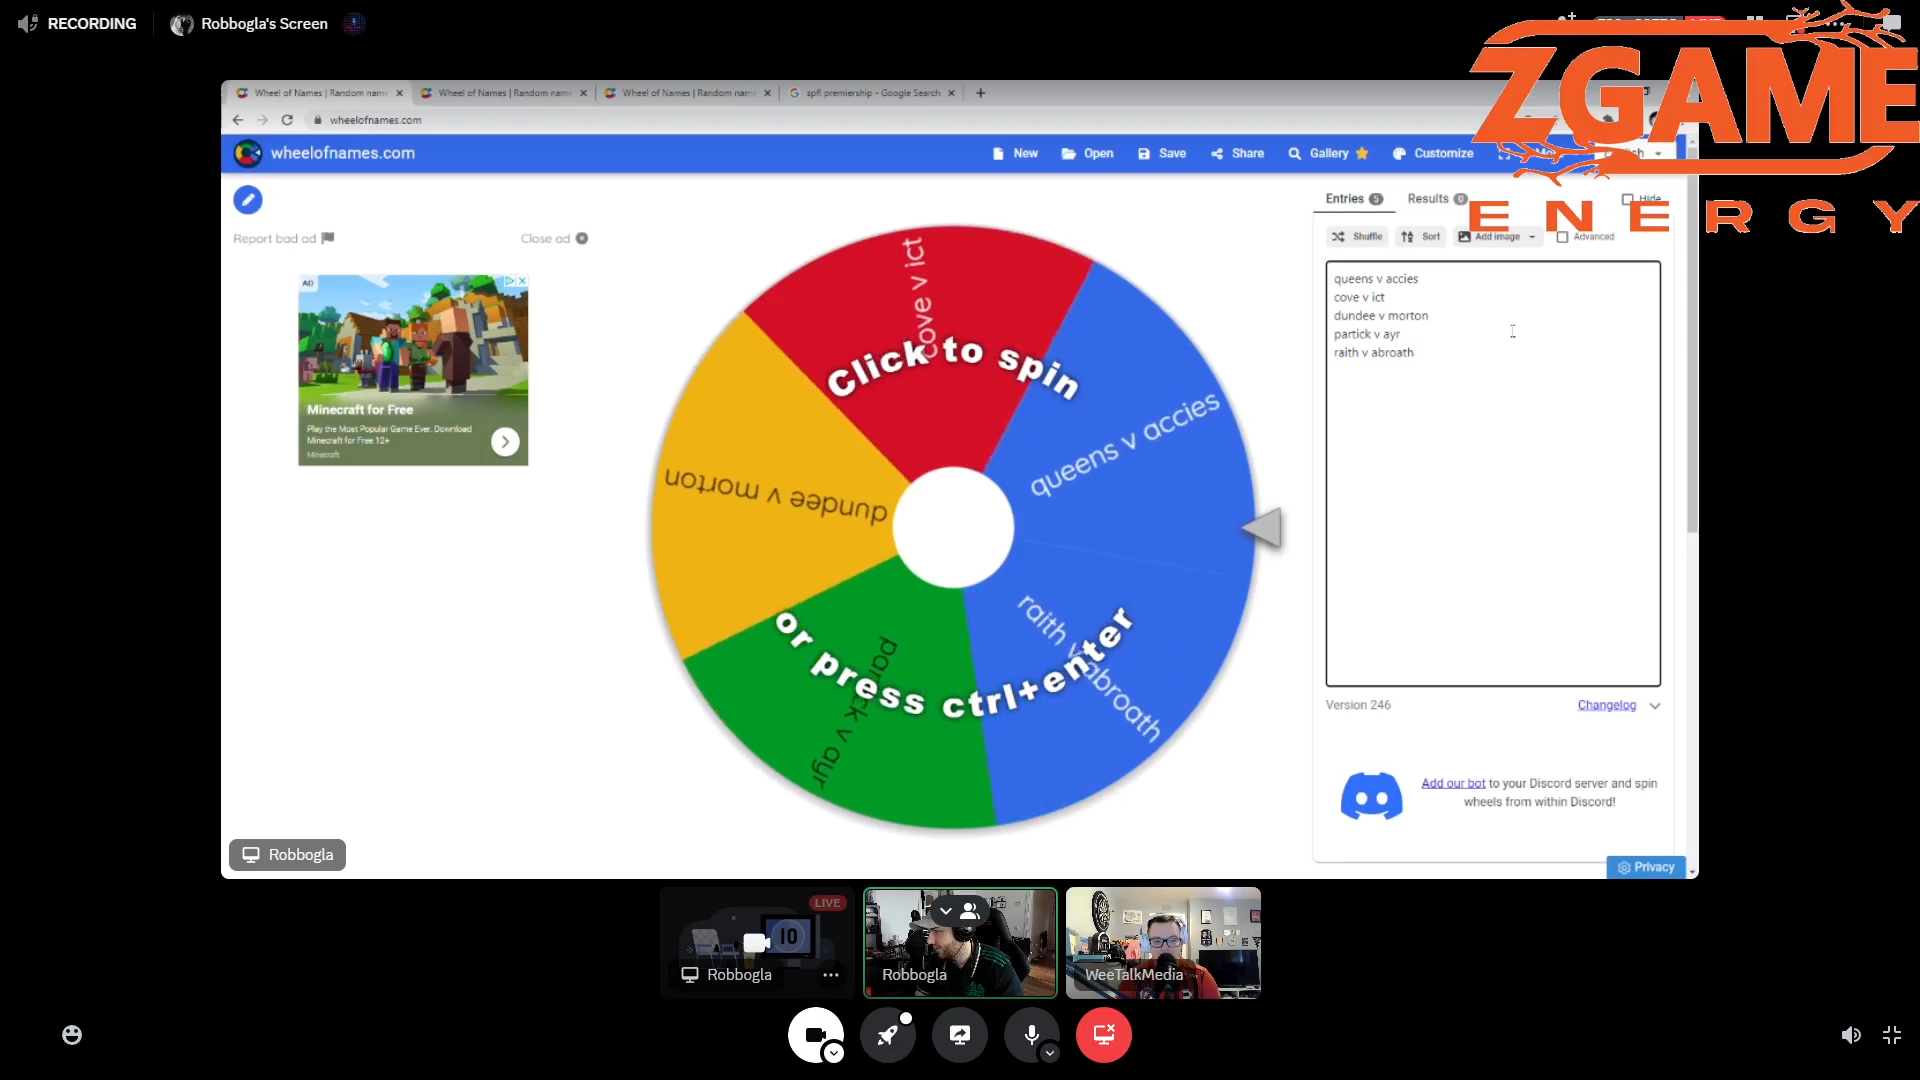 RECORDING
Robbogla's Screen
ZGAME
ENERGY
Wheel of Names | Random name
Wheel of Names | Random name
Wheel of Names | Random name
spfl premiership - Google Search
wheelofnames.com
wheelofnames.com
New
Open
Save
Share
Gallery
Customize
Entries 5
Results 0
Hide
Shuffle
Sort
Add image
Advanced
Report bad ad
Close ad
AD
Minecraft for Free
Play the Most Popular Game Ever. Download
Minecraft for Free 12+
Minecraft
queens v accies
cove v ict
dundee v morton
partick v ayr
raith v abroath
cove v ict
Click to spin
queens v accies
dundee v morton
raith v abroath
partick v ayr
or press ctrl+enter
Version 246
Changelog
Add our bot to your Discord server and spin
wheels from within Discord!
Privacy
Robbogla
LIVE
10
Robbogla
Robbogla
WeeTalkMedia